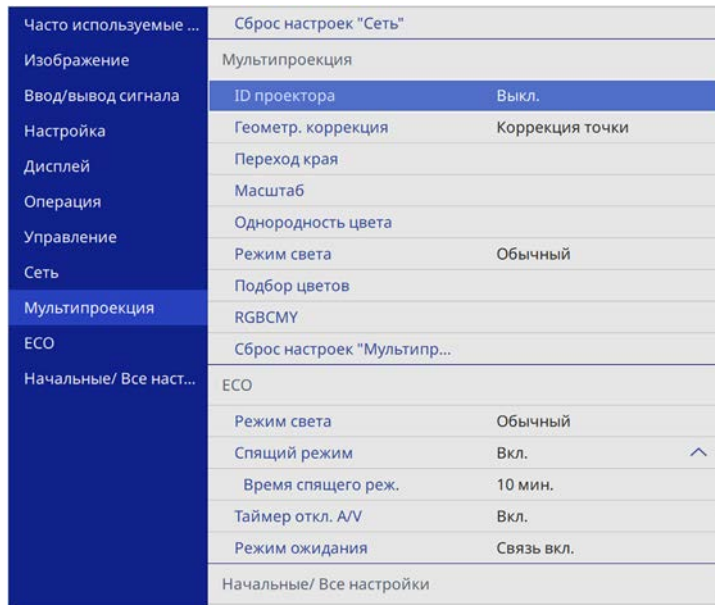 Часто используемые ...
Изображение
Ввод/вывод сигнала
Настройка
Дисплей
Операция
Управление
Сеть
Мультипроекция
ECO
Начальные/ Все наст...
Сброс настроек "Сеть"
Мультипроекция
ID проектора Выкл.
Геометр. коррекция Коррекция точки
Переход края
Масштаб
Однородность цвета
Режим света Обычный
Подбор цветов
RGBCMY
Сброс настроек "Мультипр...
ECO
Режим света Обычный
Спящий режим Вкл.
Время спящего реж. 10 мин.
Таймер откл. A/V Вкл.
Режим ожидания Связь вкл.
Начальные/ Все настройки